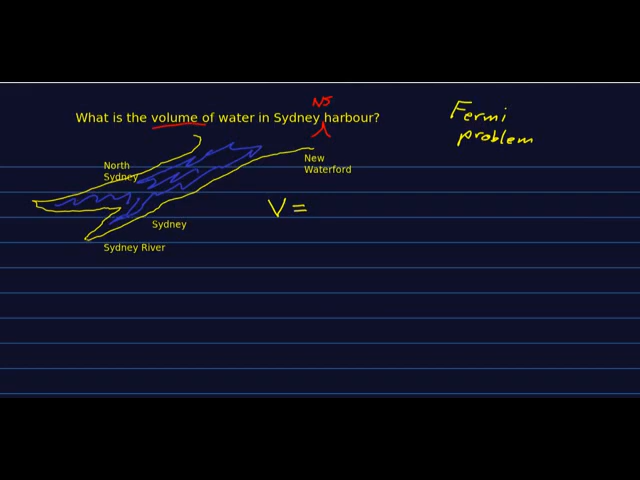 NS
What is the volume of water in Sydney harbour?
Fermi
problem
North
Sydney
New
Waterford
Sydney
Sydney River
V =